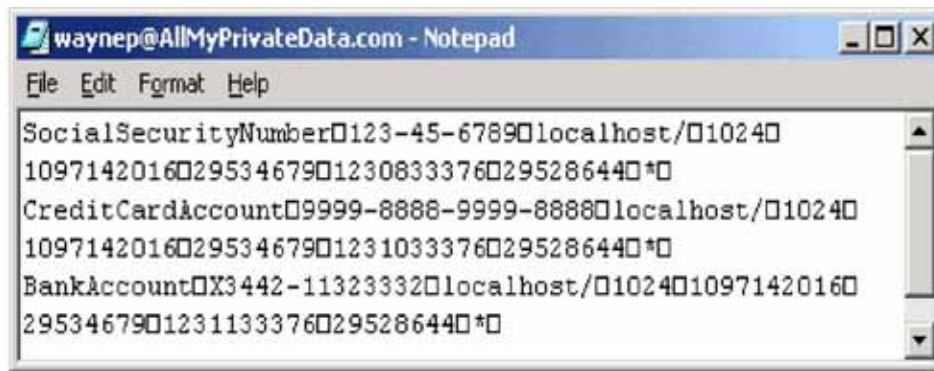 waynep@AllMyPrivateData.com - Notepad
File Edit Format Help
SocialSecurityNumber□123-45-6789□localhost/□1024□
1097142016□29534679□1230833376□29528644□*□
CreditCardAccount□9999-8888-9999-8888□localhost/□1024□
1097142016□29534679□1231033376□29528644□*□
BankAccount□X3442-11323332□localhost/□1024□1097142016□
29534679□1231133376□29528644□*□